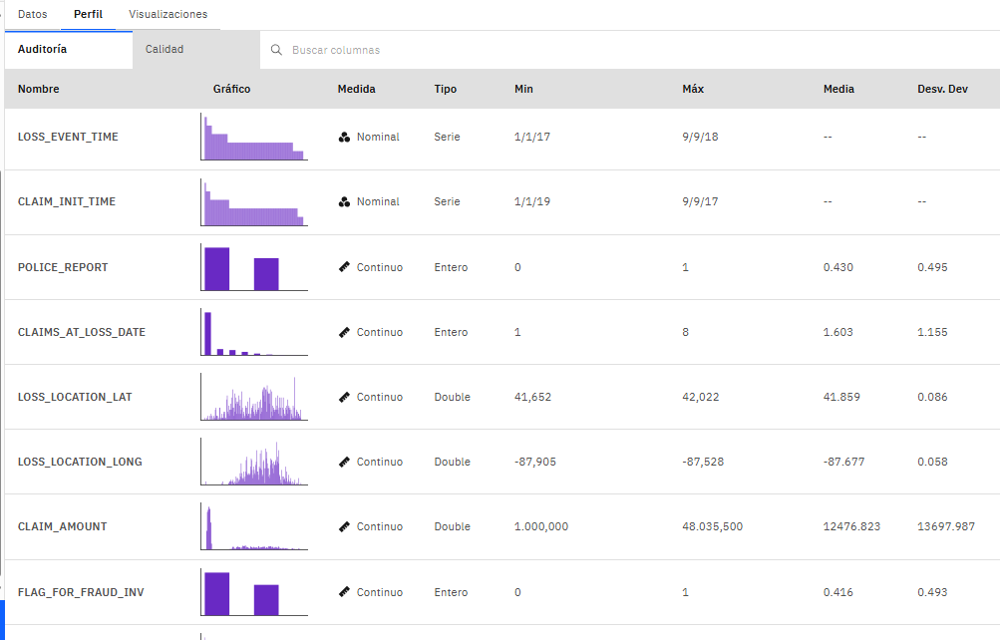 Datos Perfil Visualizaciones
Auditoría Calidad Buscar columnas
Nombre Gráfico Medida Tipo Min Máx Media Desv. Dev
LOSS_EVENT_TIME Nominal Serie 1/1/17 9/9/18 -- --
CLAIM_INIT_TIME Nominal Serie 1/1/19 9/9/17 -- --
POLICE_REPORT Continuo Entero 0 1 0.430 0.495
CLAIMS_AT_LOSS_DATE Continuo Entero 1 8 1.603 1.155
LOSS_LOCATION_LAT Continuo Double 41,652 42,022 41.859 0.086
LOSS_LOCATION_LONG Continuo Double -87,905 -87,528 -87.677 0.058
CLAIM_AMOUNT Continuo Double 1.000,000 48.035,500 12476.823 13697.987
FLAG_FOR_FRAUD_INV Continuo Entero 0 1 0.416 0.493